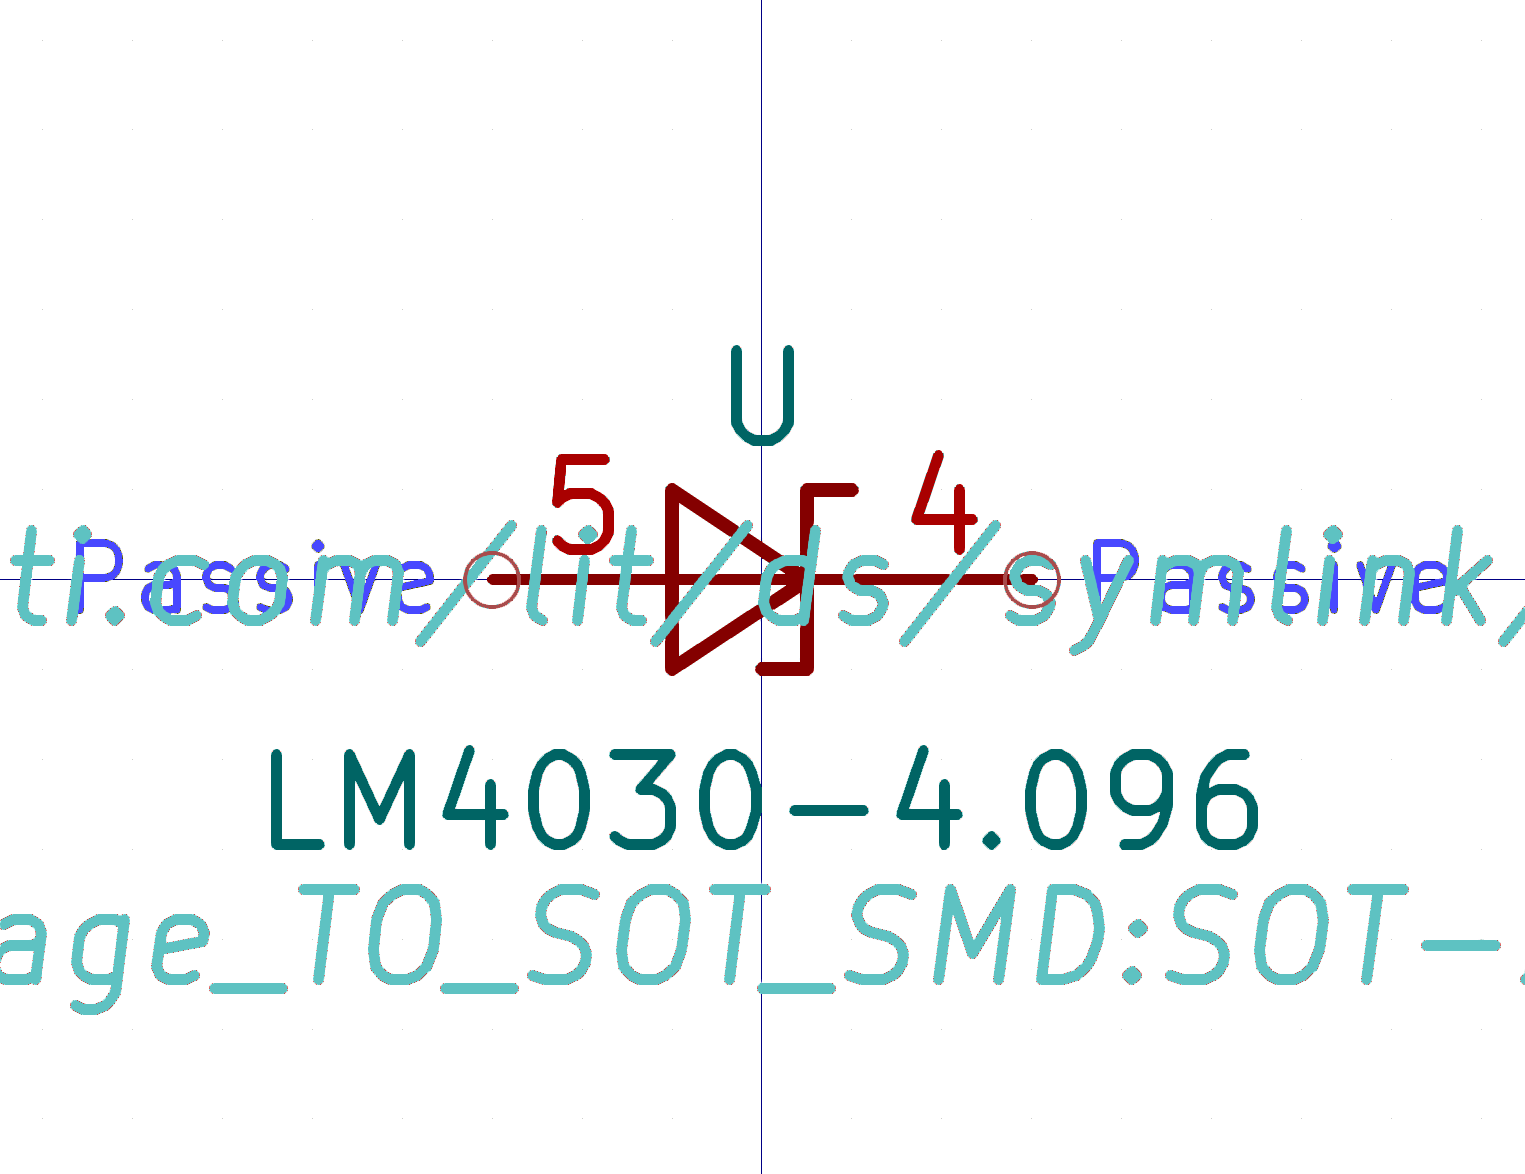 U
5 4
Passive Passive
ti.com/lit/ds/symlink/
LM4030-4.096
age_TO_SOT_SMD:SOT-